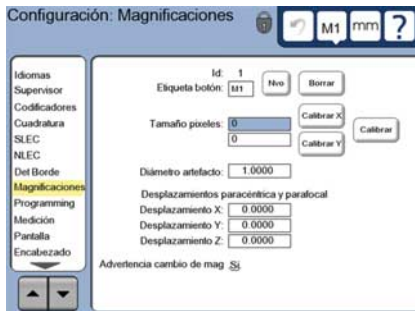 Configuración: Magnificaciones
M1 mm ?
Idiomas
Supervisor
Codificadores
Cuadratura
SLEC
NLEC
Del Borde
Magnificaciones
Programming
Medición
Pantalla
Encabezado
Id: 1
Etiqueta botón: M1 Nvo Borrar
Tamaño pixeles: 0 Calibrar X
0 Calibrar Y
Calibrar
Diámetro artefacto: 1.0000
Desplazamientos paracéntrica y parafocal
Desplazamiento X: 0.0000
Desplazamiento Y: 0.0000
Desplazamiento Z: 0.0000
Advertencia cambio de mag Si